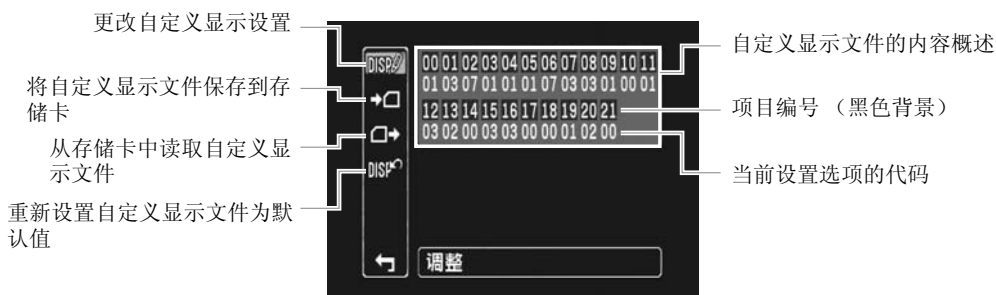 更改自定义显示设置
将自定义显示文件保存到存
储卡
从存储卡中读取自定义显
示文件
重新设置自定义显示文件为默
认值
DISP
DISP
00 01 02 03 04 05 06 07 08 09 10 11
01 03 07 01 01 01 07 03 03 01 00 01
12 13 14 15 16 17 18 19 20 21
03 02 00 03 03 00 00 01 02 00
调整
自定义显示文件的内容概述
项目编号 （黑色背景）
当前设置选项的代码